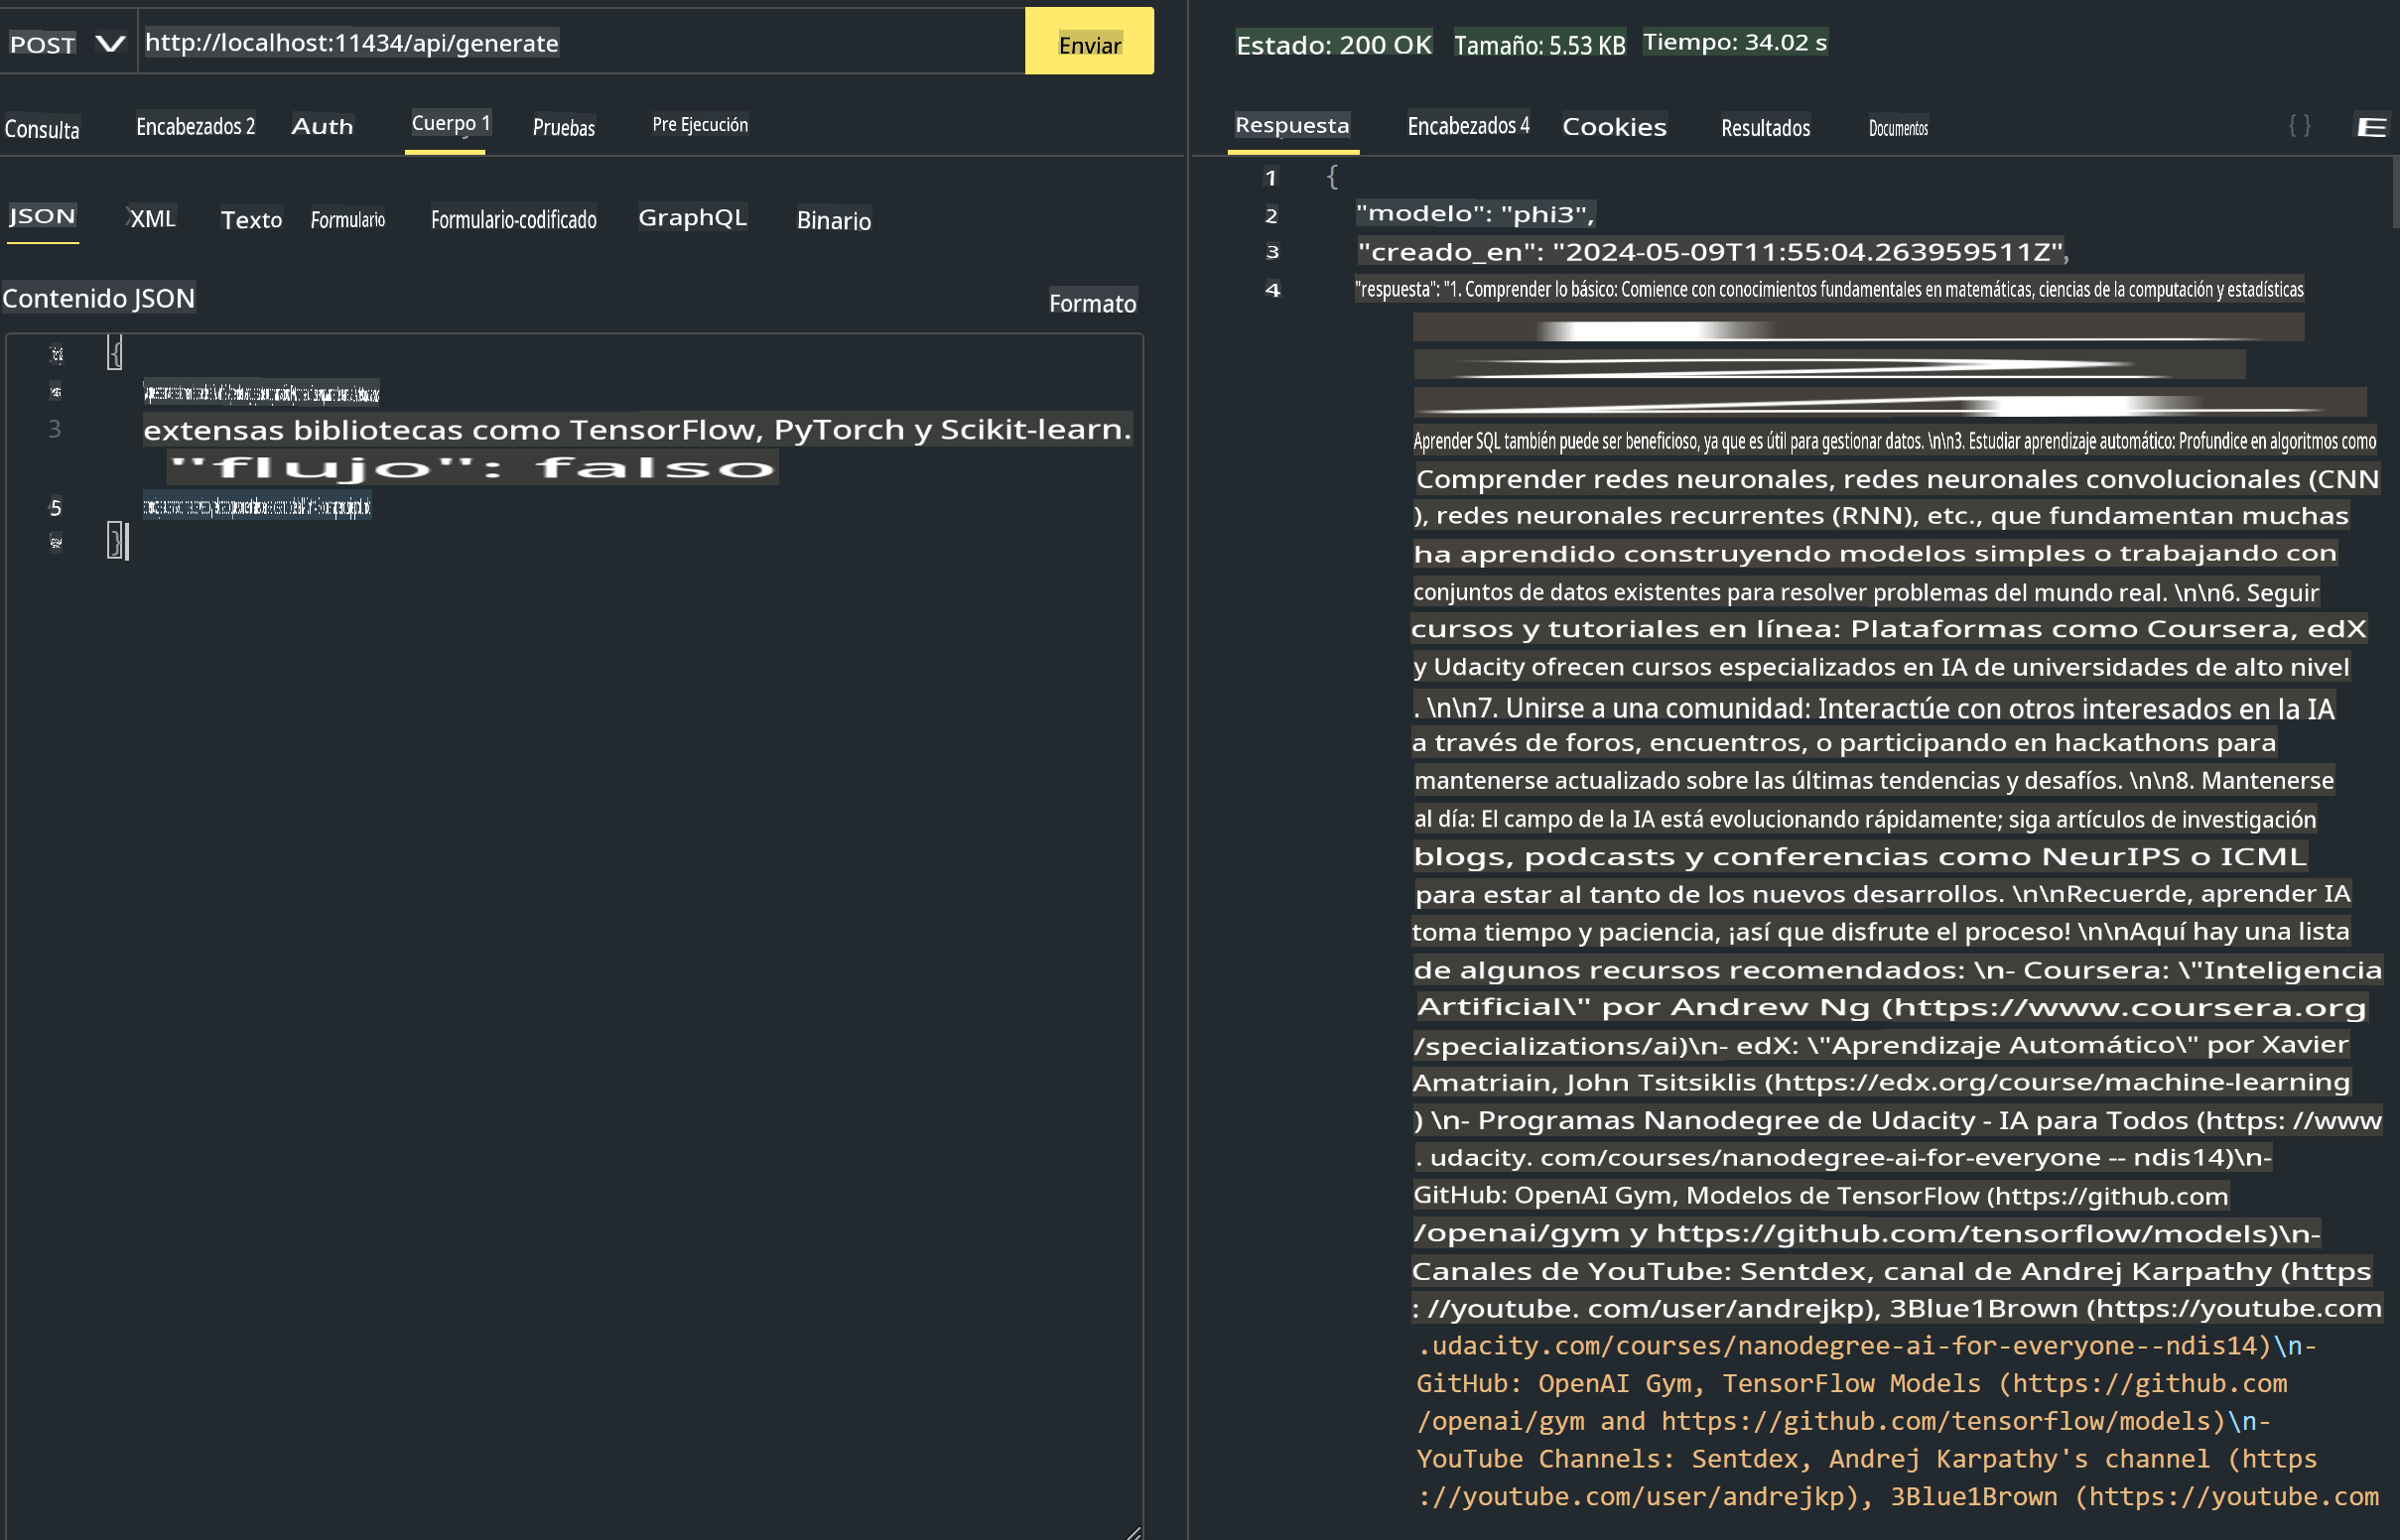 POST
http://localhost:11434/api/generate
Enviar
Consulta
Encabezados 2
Auth
Cuerpo 1
Pruebas
Pre Ejecución
JSON
XML
Texto
Formulario
Formulario-codificado
GraphQL
Binario
Contenido JSON
Formato
{
3 extensas bibliotecas como TensorFlow, PyTorch y Scikit-learn.
"flujo": falso
5
}
Estado: 200 OK
Tamaño: 5.53 KB
Tiempo: 34.02 s
Respuesta
Encabezados 4
Cookies
Resultados
Documentos
{ }
1 {
2 "modelo": "phi3",
3 "creado_en": "2024-05-09T11:55:04.263959511Z",
4 "respuesta": "1. Comprender lo básico: Comience con conocimientos fundamentales en matemáticas, ciencias de la computación y estadísticas
Aprender SQL también puede ser beneficioso, ya que es útil para gestionar datos. \n\n3. Estudiar aprendizaje automático: Profundice en algoritmos como
Comprender redes neuronales, redes neuronales convolucionales (CNN
), redes neuronales recurrentes (RNN), etc., que fundamentan muchas
ha aprendido construyendo modelos simples o trabajando con
conjuntos de datos existentes para resolver problemas del mundo real. \n\n6. Seguir
cursos y tutoriales en línea: Plataformas como Coursera, edX
y Udacity ofrecen cursos especializados en IA de universidades de alto nivel
. \n\n7. Unirse a una comunidad: Interactúe con otros interesados en la IA
a través de foros, encuentros, o participando en hackathons para
mantenerse actualizado sobre las últimas tendencias y desafíos. \n\n8. Mantenerse
al día: El campo de la IA está evolucionando rápidamente; siga artículos de investigación
blogs, podcasts y conferencias como NeurIPS o ICML
para estar al tanto de los nuevos desarrollos. \n\nRecuerde, aprender IA
toma tiempo y paciencia, ¡así que disfrute el proceso! \n\nAquí hay una lista
de algunos recursos recomendados: \n- Coursera: \"Inteligencia
Artificial\" por Andrew Ng (https://www.coursera.org
/specializations/ai)\n- edX: \"Aprendizaje Automático\" por Xavier
Amatriain, John Tsitsiklis (https://edx.org/course/machine-learning
) \n- Programas Nanodegree de Udacity - IA para Todos (https: //www
. udacity. com/courses/nanodegree-ai-for-everyone -- ndis14)\n-
GitHub: OpenAI Gym, Modelos de TensorFlow (https://github.com
/openai/gym y https://github.com/tensorflow/models)\n-
Canales de YouTube: Sentdex, canal de Andrej Karpathy (https
: //youtube. com/user/andrejkp), 3Blue1Brown (https://youtube.com
.udacity.com/courses/nanodegree-ai-for-everyone--ndis14)\n-
GitHub: OpenAI Gym, TensorFlow Models (https://github.com
/openai/gym and https://github.com/tensorflow/models)\n-
YouTube Channels: Sentdex, Andrej Karpathy's channel (https
://youtube.com/user/andrejkp), 3Blue1Brown (https://youtube.com